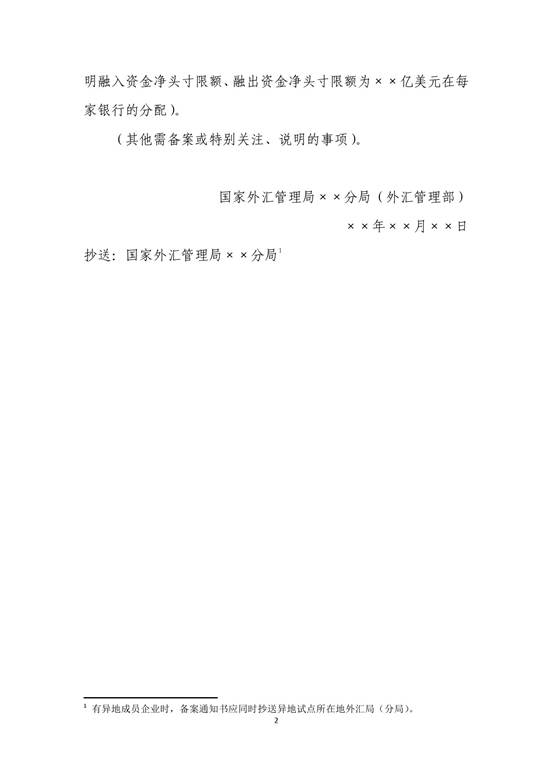 明融入资金净头寸限额、融出资金净头寸限额为××亿美元在每
家银行的分配）。
（其他需备案或特别关注、说明的事项）。
国家外汇管理局××分局（外汇管理部）
××年××月××日
抄送：国家外汇管理局××分局1
1 有异地成员企业时，备案通知书应同时抄送异地试点所在地外汇局（分局）。
2